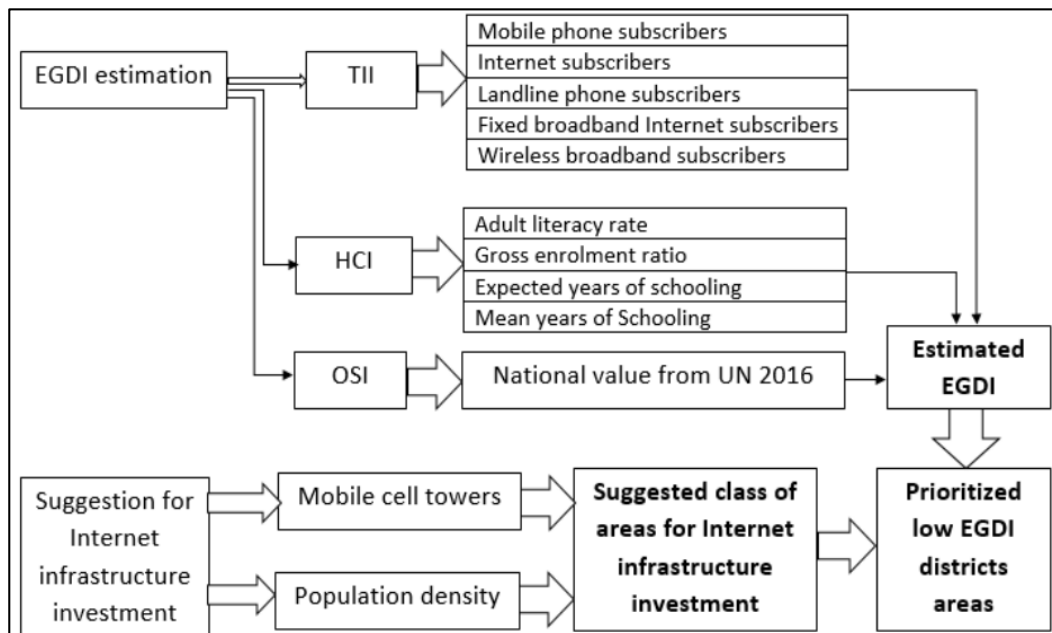 EGDI estimation
TII
Mobile phone subscribers
Internet subscribers
Landline phone subscribers
Fixed broadband Internet subscribers
Wireless broadband subscribers
HCI
Adult literacy rate
Gross enrolment ratio
Expected years of schooling
Mean years of Schooling
OSI
National value from UN 2016
Estimated
EGDI
Suggestion for
Internet
infrastructure
investment
Mobile cell towers
Population density
Suggested class of
areas for Internet
infrastructure
investment
Prioritized
low EGDI
districts
areas